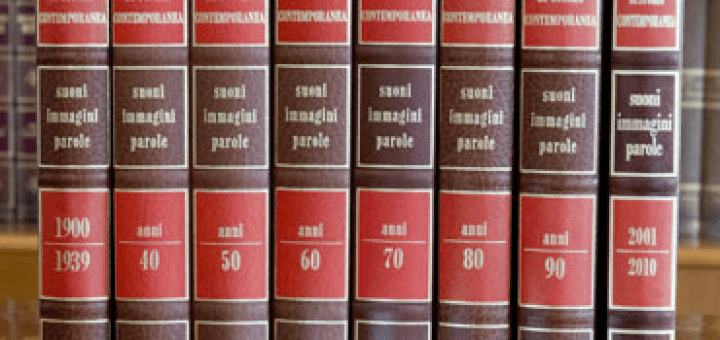 CONTEMPORANEA
suoni
immagini
parole
1900
1939
CONTEMPORANEA
suoni
immagini
parole
anni
40
CONTEMPORANEA
suoni
immagini
parole
anni
50
CONTEMPORANEA
suoni
immagini
parole
anni
60
CONTEMPORANEA
suoni
immagini
parole
anni
70
CONTEMPORANEA
suoni
immagini
parole
anni
80
CONTEMPORANEA
suoni
immagini
parole
anni
90
CONTEMPORANEA
suoni
immagini
parole
2001
2010